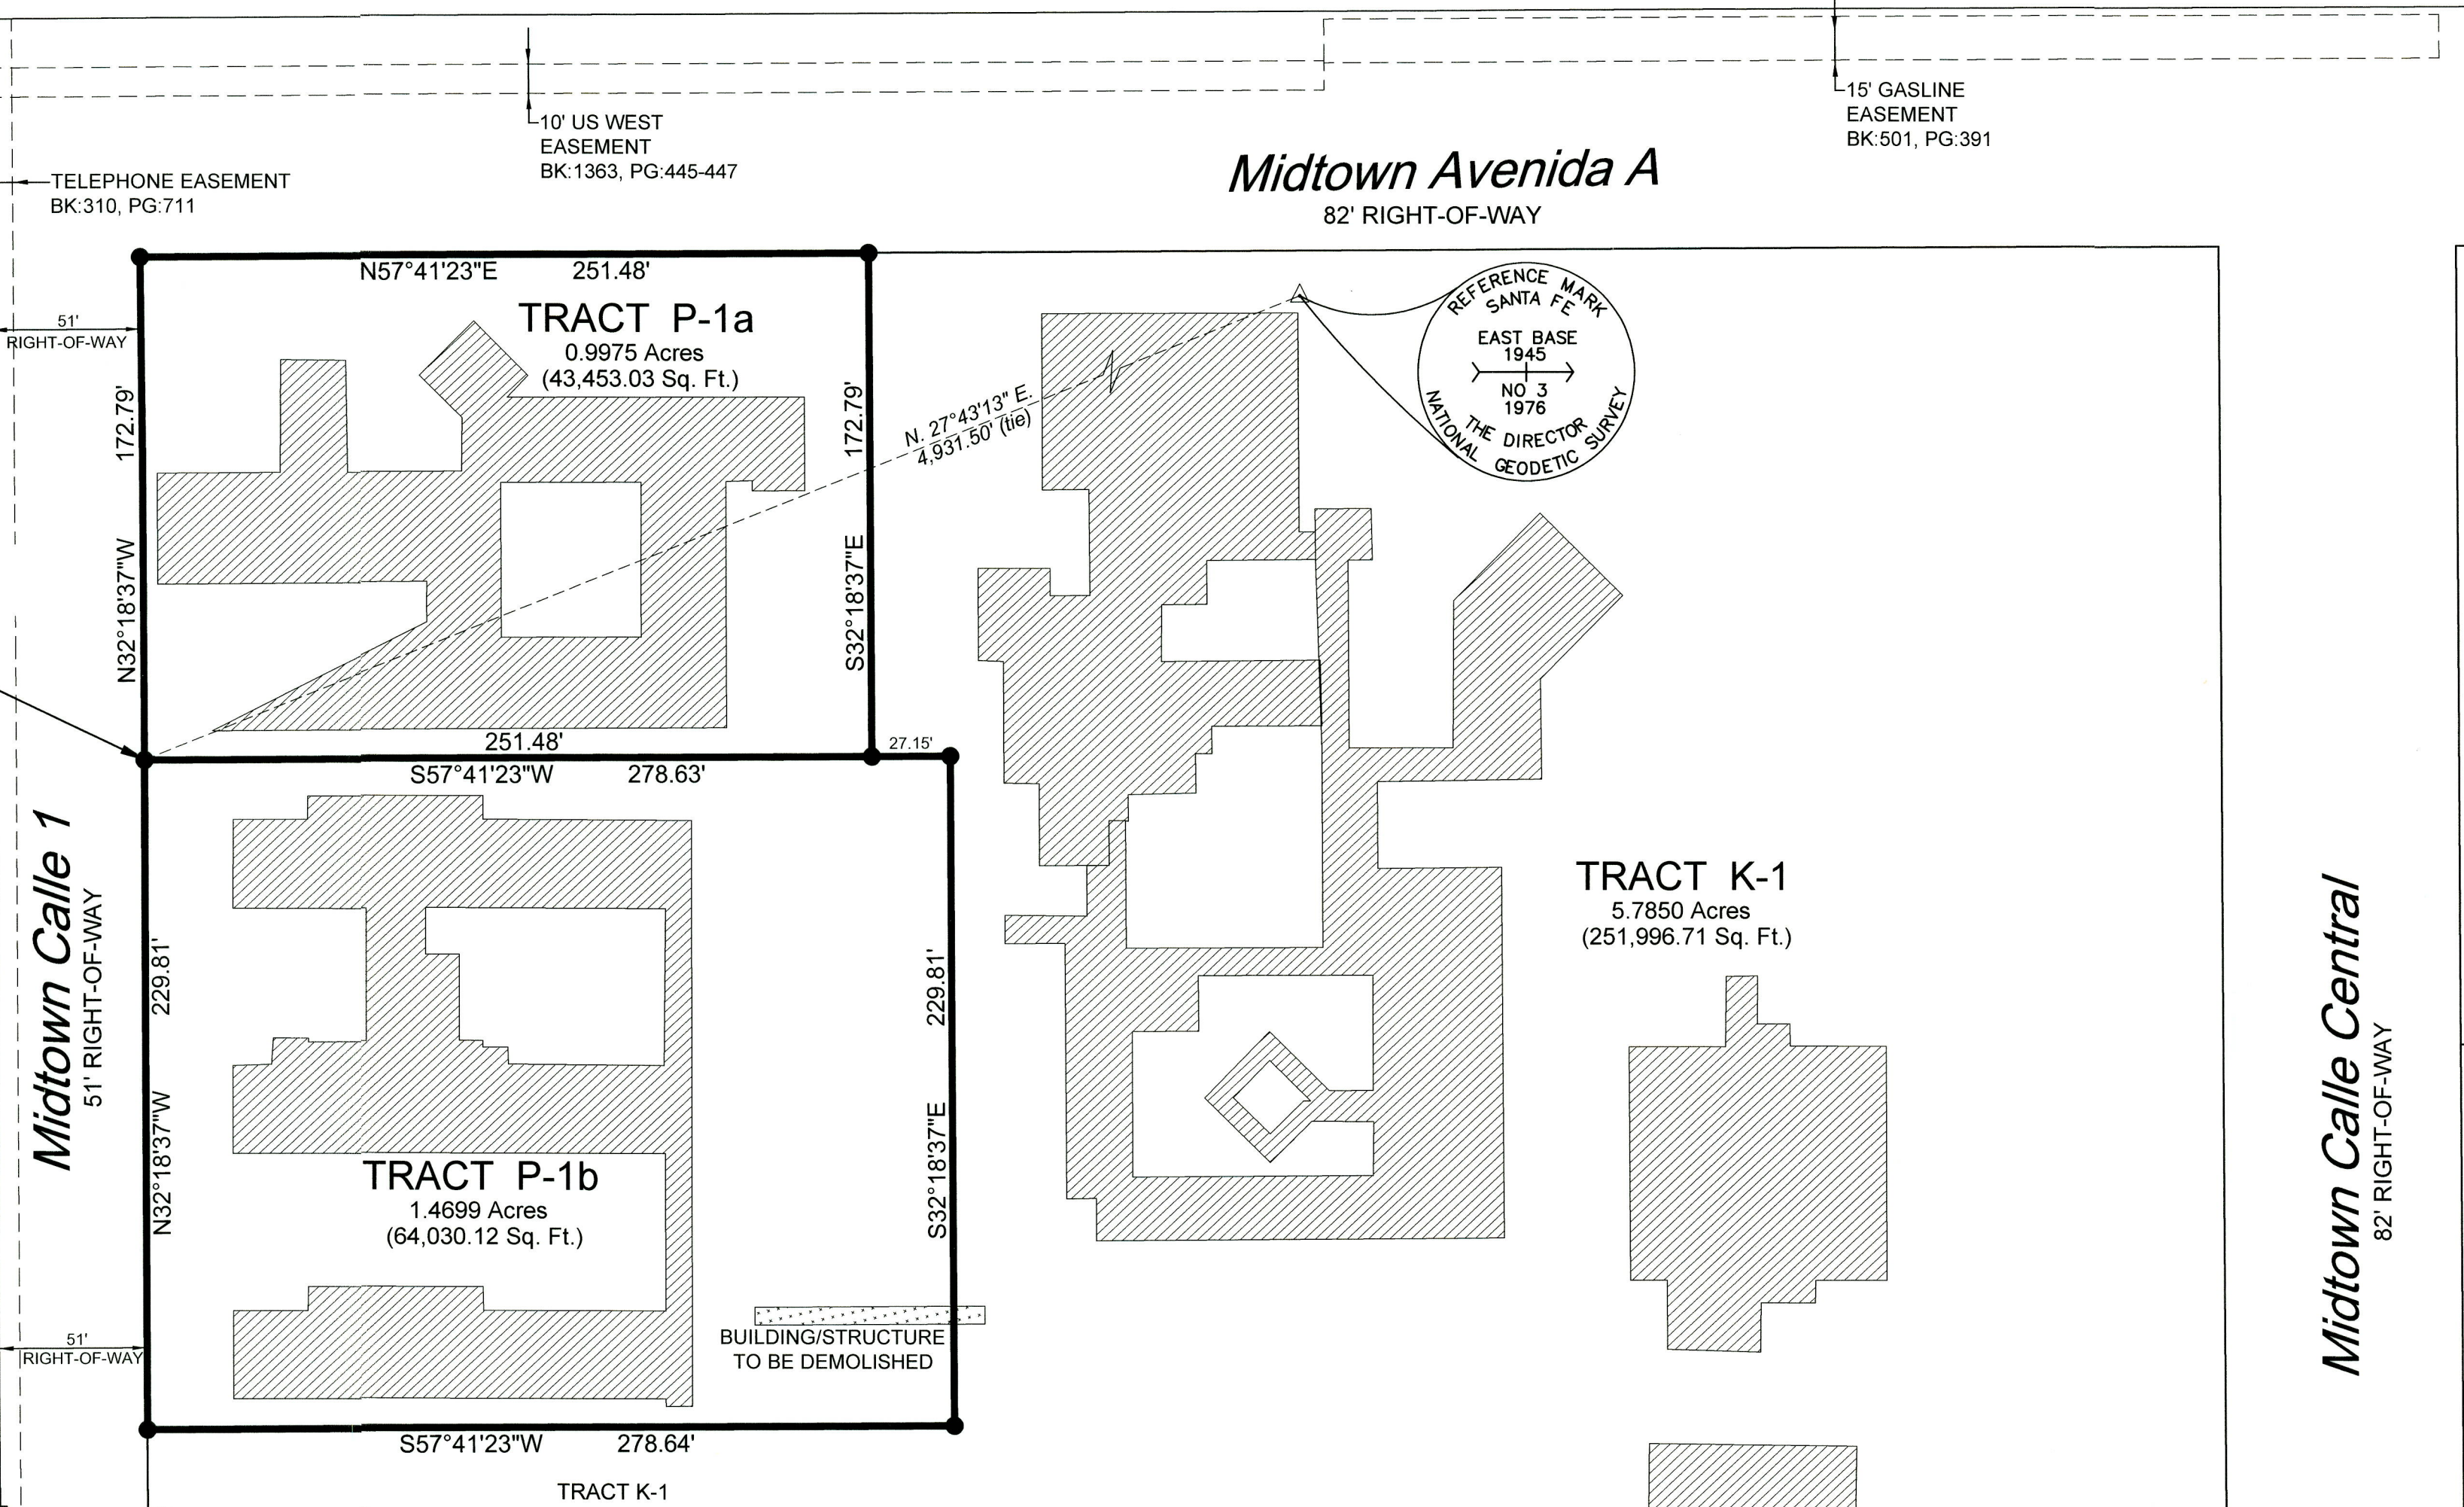 10' US WEST
EASEMENT
BK:1363, PG:445-447
15' GASLINE
EASEMENT
BK:501, PG:391
TELEPHONE EASEMENT
BK:310, PG:711
Midtown Avenida A
82' RIGHT-OF-WAY
N57°41'23"E 251.48'
TRACT P-1a
0.9975 Acres
(43,453.03 Sq. Ft.)
51'
RIGHT-OF-WAY
N32°18'37"W 172.79'
S32°18'37"E 172.79'
N. 27°43'13" E.
4,931.50' (tie)
REFERENCE MARK
SANTA FE
EAST BASE
1945
NO 3
1976
THE DIRECTOR
NATIONAL GEODETIC SURVEY
251.48'
27.15'
S57°41'23"W 278.63'
Midtown Calle 1
51' RIGHT-OF-WAY
N32°18'37"W 229.81'
S32°18'37"E 229.81'
TRACT K-1
5.7850 Acres
(251,996.71 Sq. Ft.)
Midtown Calle Central
82' RIGHT-OF-WAY
TRACT P-1b
1.4699 Acres
(64,030.12 Sq. Ft.)
BUILDING/STRUCTURE
TO BE DEMOLISHED
51'
RIGHT-OF-WAY
S57°41'23"W 278.64'
TRACT K-1